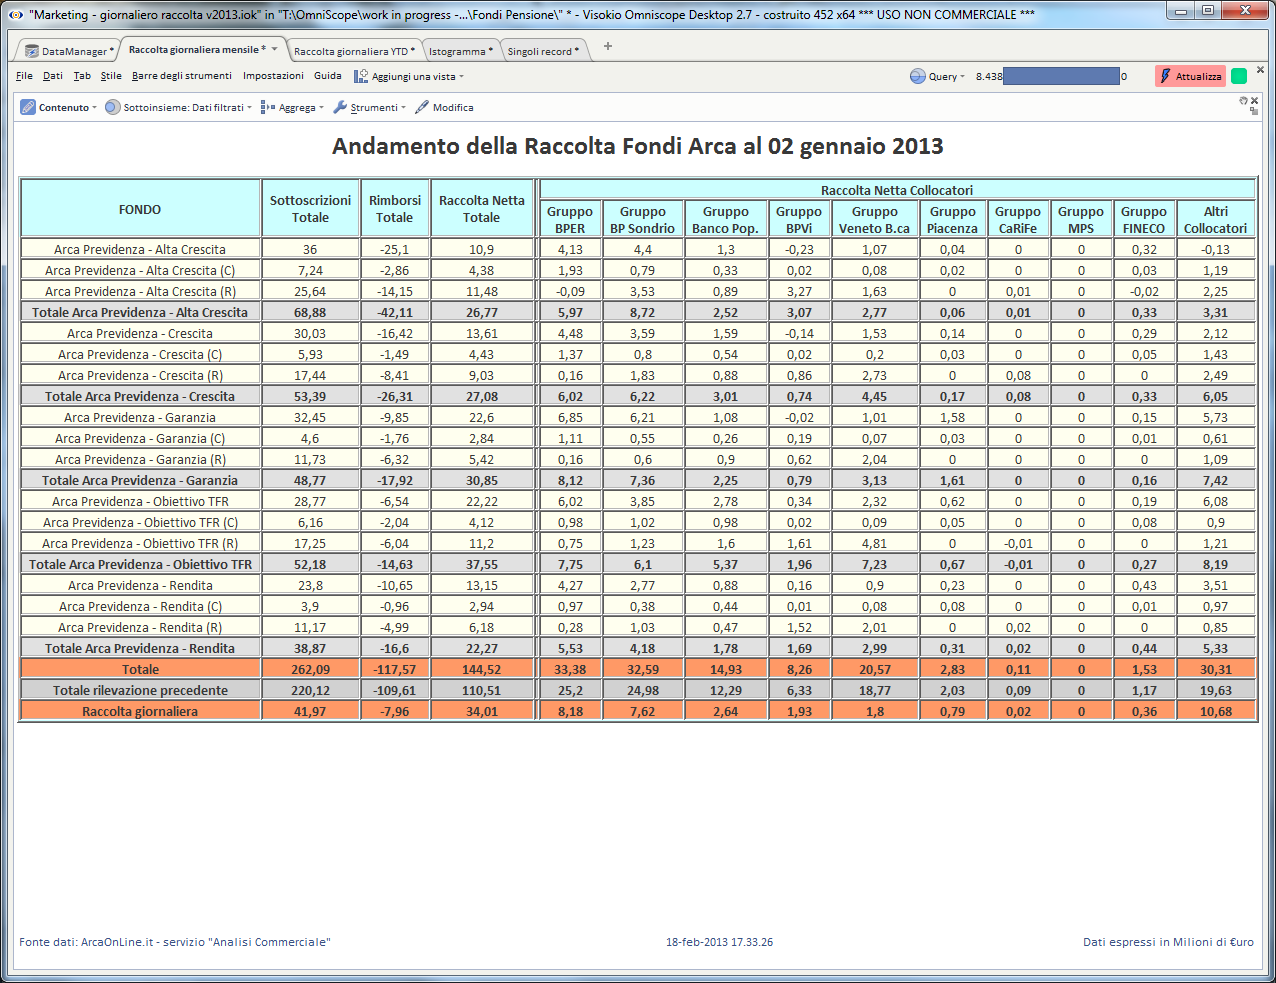 "Marketing - giornaliero raccolta v2013.iok" in "T:\OmniScope\work in progress -...\Fondi Pensione\" * - Visokio Omniscope Desktop 2.7 - costruito 452 x64 *** USO NON COMMERCIALE ***
DataManager * Raccolta giornaliera mensile * Raccolta giornaliera YTD * Istogramma * Singoli record * +
File Dati Tab Stile Barre degli strumenti Impostazioni Guida Aggiungi una vista Query 8.438 0 Attualizza
Contenuto Sottoinsieme: Dati filtrati Aggrega Strumenti Modifica
Andamento della Raccolta Fondi Arca al 02 gennaio 2013
FONDO Sottoscrizioni Totale Rimborsi Totale Raccolta Netta Totale Raccolta Netta Collocatori
Gruppo BPER Gruppo BP Sondrio Gruppo Banco Pop. Gruppo BPVi Gruppo Veneto B.ca Gruppo Piacenza Gruppo CaRiFe Gruppo MPS Gruppo FINECO Altri Collocatori
Arca Previdenza - Alta Crescita 36 -25,1 10,9 4,13 4,4 1,3 -0,23 1,07 0,04 0 0 0,32 -0,13
Arca Previdenza - Alta Crescita (C) 7,24 -2,86 4,38 1,93 0,79 0,33 0,02 0,08 0,02 0 0 0,03 1,19
Arca Previdenza - Alta Crescita (R) 25,64 -14,15 11,48 -0,09 3,53 0,89 3,27 1,63 0 0,01 0 -0,02 2,25
Totale Arca Previdenza - Alta Crescita 68,88 -42,11 26,77 5,97 8,72 2,52 3,07 2,77 0,06 0,01 0 0,33 3,31
Arca Previdenza - Crescita 30,03 -16,42 13,61 4,48 3,59 1,59 -0,14 1,53 0,14 0 0 0,29 2,12
Arca Previdenza - Crescita (C) 5,93 -1,49 4,43 1,37 0,8 0,54 0,02 0,2 0,03 0 0 0,05 1,43
Arca Previdenza - Crescita (R) 17,44 -8,41 9,03 0,16 1,83 0,88 0,86 2,73 0 0,08 0 0 2,49
Totale Arca Previdenza - Crescita 53,39 -26,31 27,08 6,02 6,22 3,01 0,74 4,45 0,17 0,08 0 0,33 6,05
Arca Previdenza - Garanzia 32,45 -9,85 22,6 6,85 6,21 1,08 -0,02 1,01 1,58 0 0 0,15 5,73
Arca Previdenza - Garanzia (C) 4,6 -1,76 2,84 1,11 0,55 0,26 0,19 0,07 0,03 0 0 0,01 0,61
Arca Previdenza - Garanzia (R) 11,73 -6,32 5,42 0,16 0,6 0,9 0,62 2,04 0 0 0 0 1,09
Totale Arca Previdenza - Garanzia 48,77 -17,92 30,85 8,12 7,36 2,25 0,79 3,13 1,61 0 0 0,16 7,42
Arca Previdenza - Obiettivo TFR 28,77 -6,54 22,22 6,02 3,85 2,78 0,34 2,32 0,62 0 0 0,19 6,08
Arca Previdenza - Obiettivo TFR (C) 6,16 -2,04 4,12 0,98 1,02 0,98 0,02 0,09 0,05 0 0 0,08 0,9
Arca Previdenza - Obiettivo TFR (R) 17,25 -6,04 11,2 0,75 1,23 1,6 1,61 4,81 0 -0,01 0 0 1,21
Totale Arca Previdenza - Obiettivo TFR 52,18 -14,63 37,55 7,75 6,1 5,37 1,96 7,23 0,67 -0,01 0 0,27 8,19
Arca Previdenza - Rendita 23,8 -10,65 13,15 4,27 2,77 0,88 0,16 0,9 0,23 0 0 0,43 3,51
Arca Previdenza - Rendita (C) 3,9 -0,96 2,94 0,97 0,38 0,44 0,01 0,08 0,08 0 0 0,01 0,97
Arca Previdenza - Rendita (R) 11,17 -4,99 6,18 0,28 1,03 0,47 1,52 2,01 0 0,02 0 0 0,85
Totale Arca Previdenza - Rendita 38,87 -16,6 22,27 5,53 4,18 1,78 1,69 2,99 0,31 0,02 0 0,44 5,33
Totale 262,09 -117,57 144,52 33,38 32,59 14,93 8,26 20,57 2,83 0,11 0 1,53 30,31
Totale rilevazione precedente 220,12 -109,61 110,51 25,2 24,98 12,29 6,33 18,77 2,03 0,09 0 1,17 19,63
Raccolta giornaliera 41,97 -7,96 34,01 8,18 7,62 2,64 1,93 1,8 0,79 0,02 0 0,36 10,68
Fonte dati: ArcaOnLine.it - servizio "Analisi Commerciale" 18-feb-2013 17.33.26 Dati espressi in Milioni di €uro